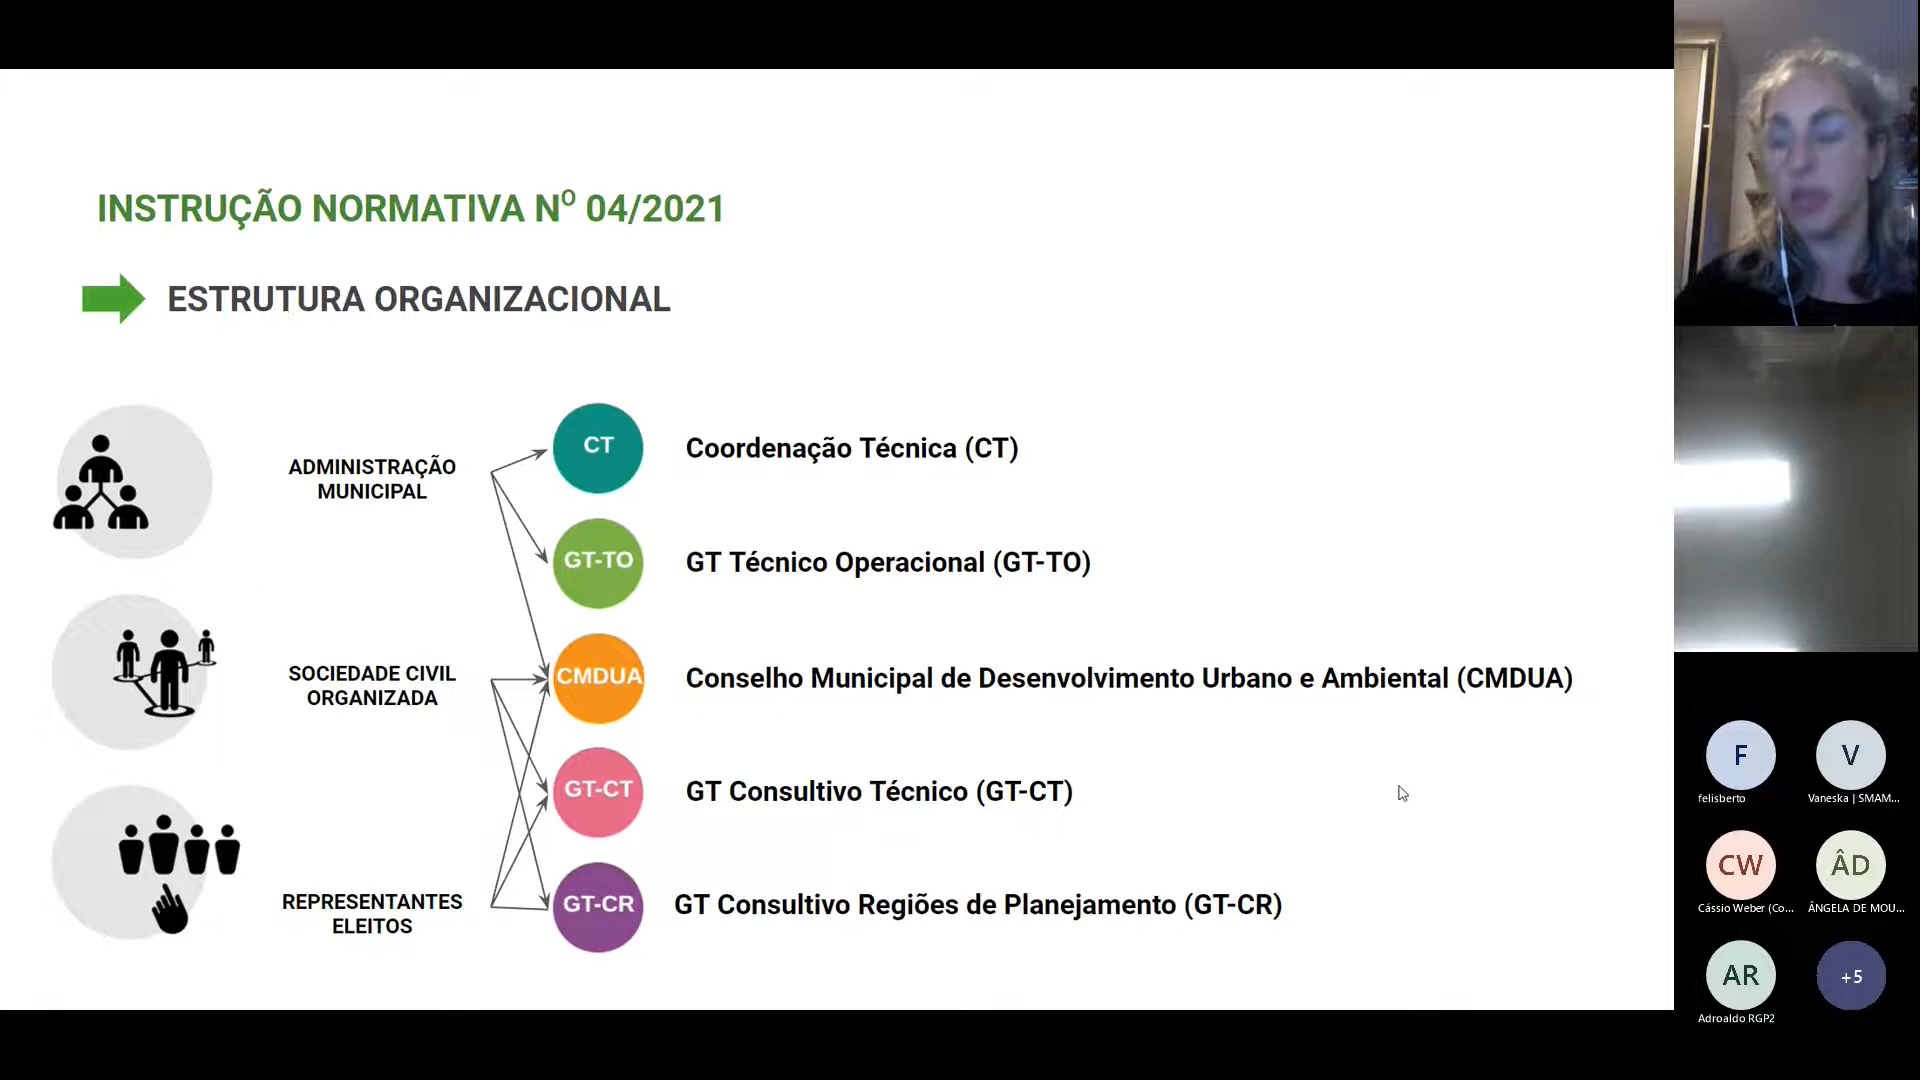 INSTRUÇÃO NORMATIVA Nº 04/2021
ESTRUTURA ORGANIZACIONAL
ADMINISTRAÇÃO
MUNICIPAL
SOCIEDADE CIVIL
ORGANIZADA
REPRESENTANTES
ELEITOS
CT
Coordenação Técnica (CT)
GT-TO
GT Técnico Operacional (GT-TO)
CMDUA
Conselho Municipal de Desenvolvimento Urbano e Ambiental (CMDUA)
GT-CT
GT Consultivo Técnico (GT-CT)
GT-CR
GT Consultivo Regiões de Planejamento (GT-CR)
F
felisberto
V
Vaneska | SMAM...
CW
Cássio Weber (Co...
ÂD
ÂNGELA DE MOU...
AR
Adroaldo RGP2
+5